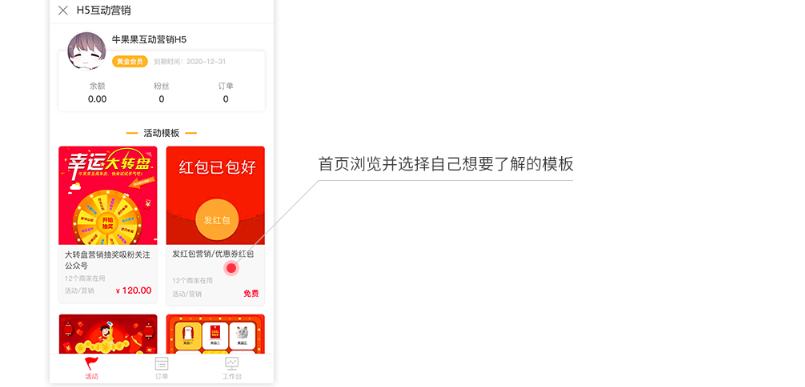 H5互动营销
牛果果互动营销H5
黄金会员 到期时间：2020-12-31
余额 粉丝 订单
0.00 0 0
活动模板
幸运大转盘
开始
抽奖
红包已包好
发红包
首页浏览并选择自己想要了解的模板
大转盘营销抽奖吸粉关注
公众号
12个商家在用
活动/营销 ¥120.00
发红包营销/优惠券红包
12个商家在用
活动/营销 免费
活动 订单 工作台